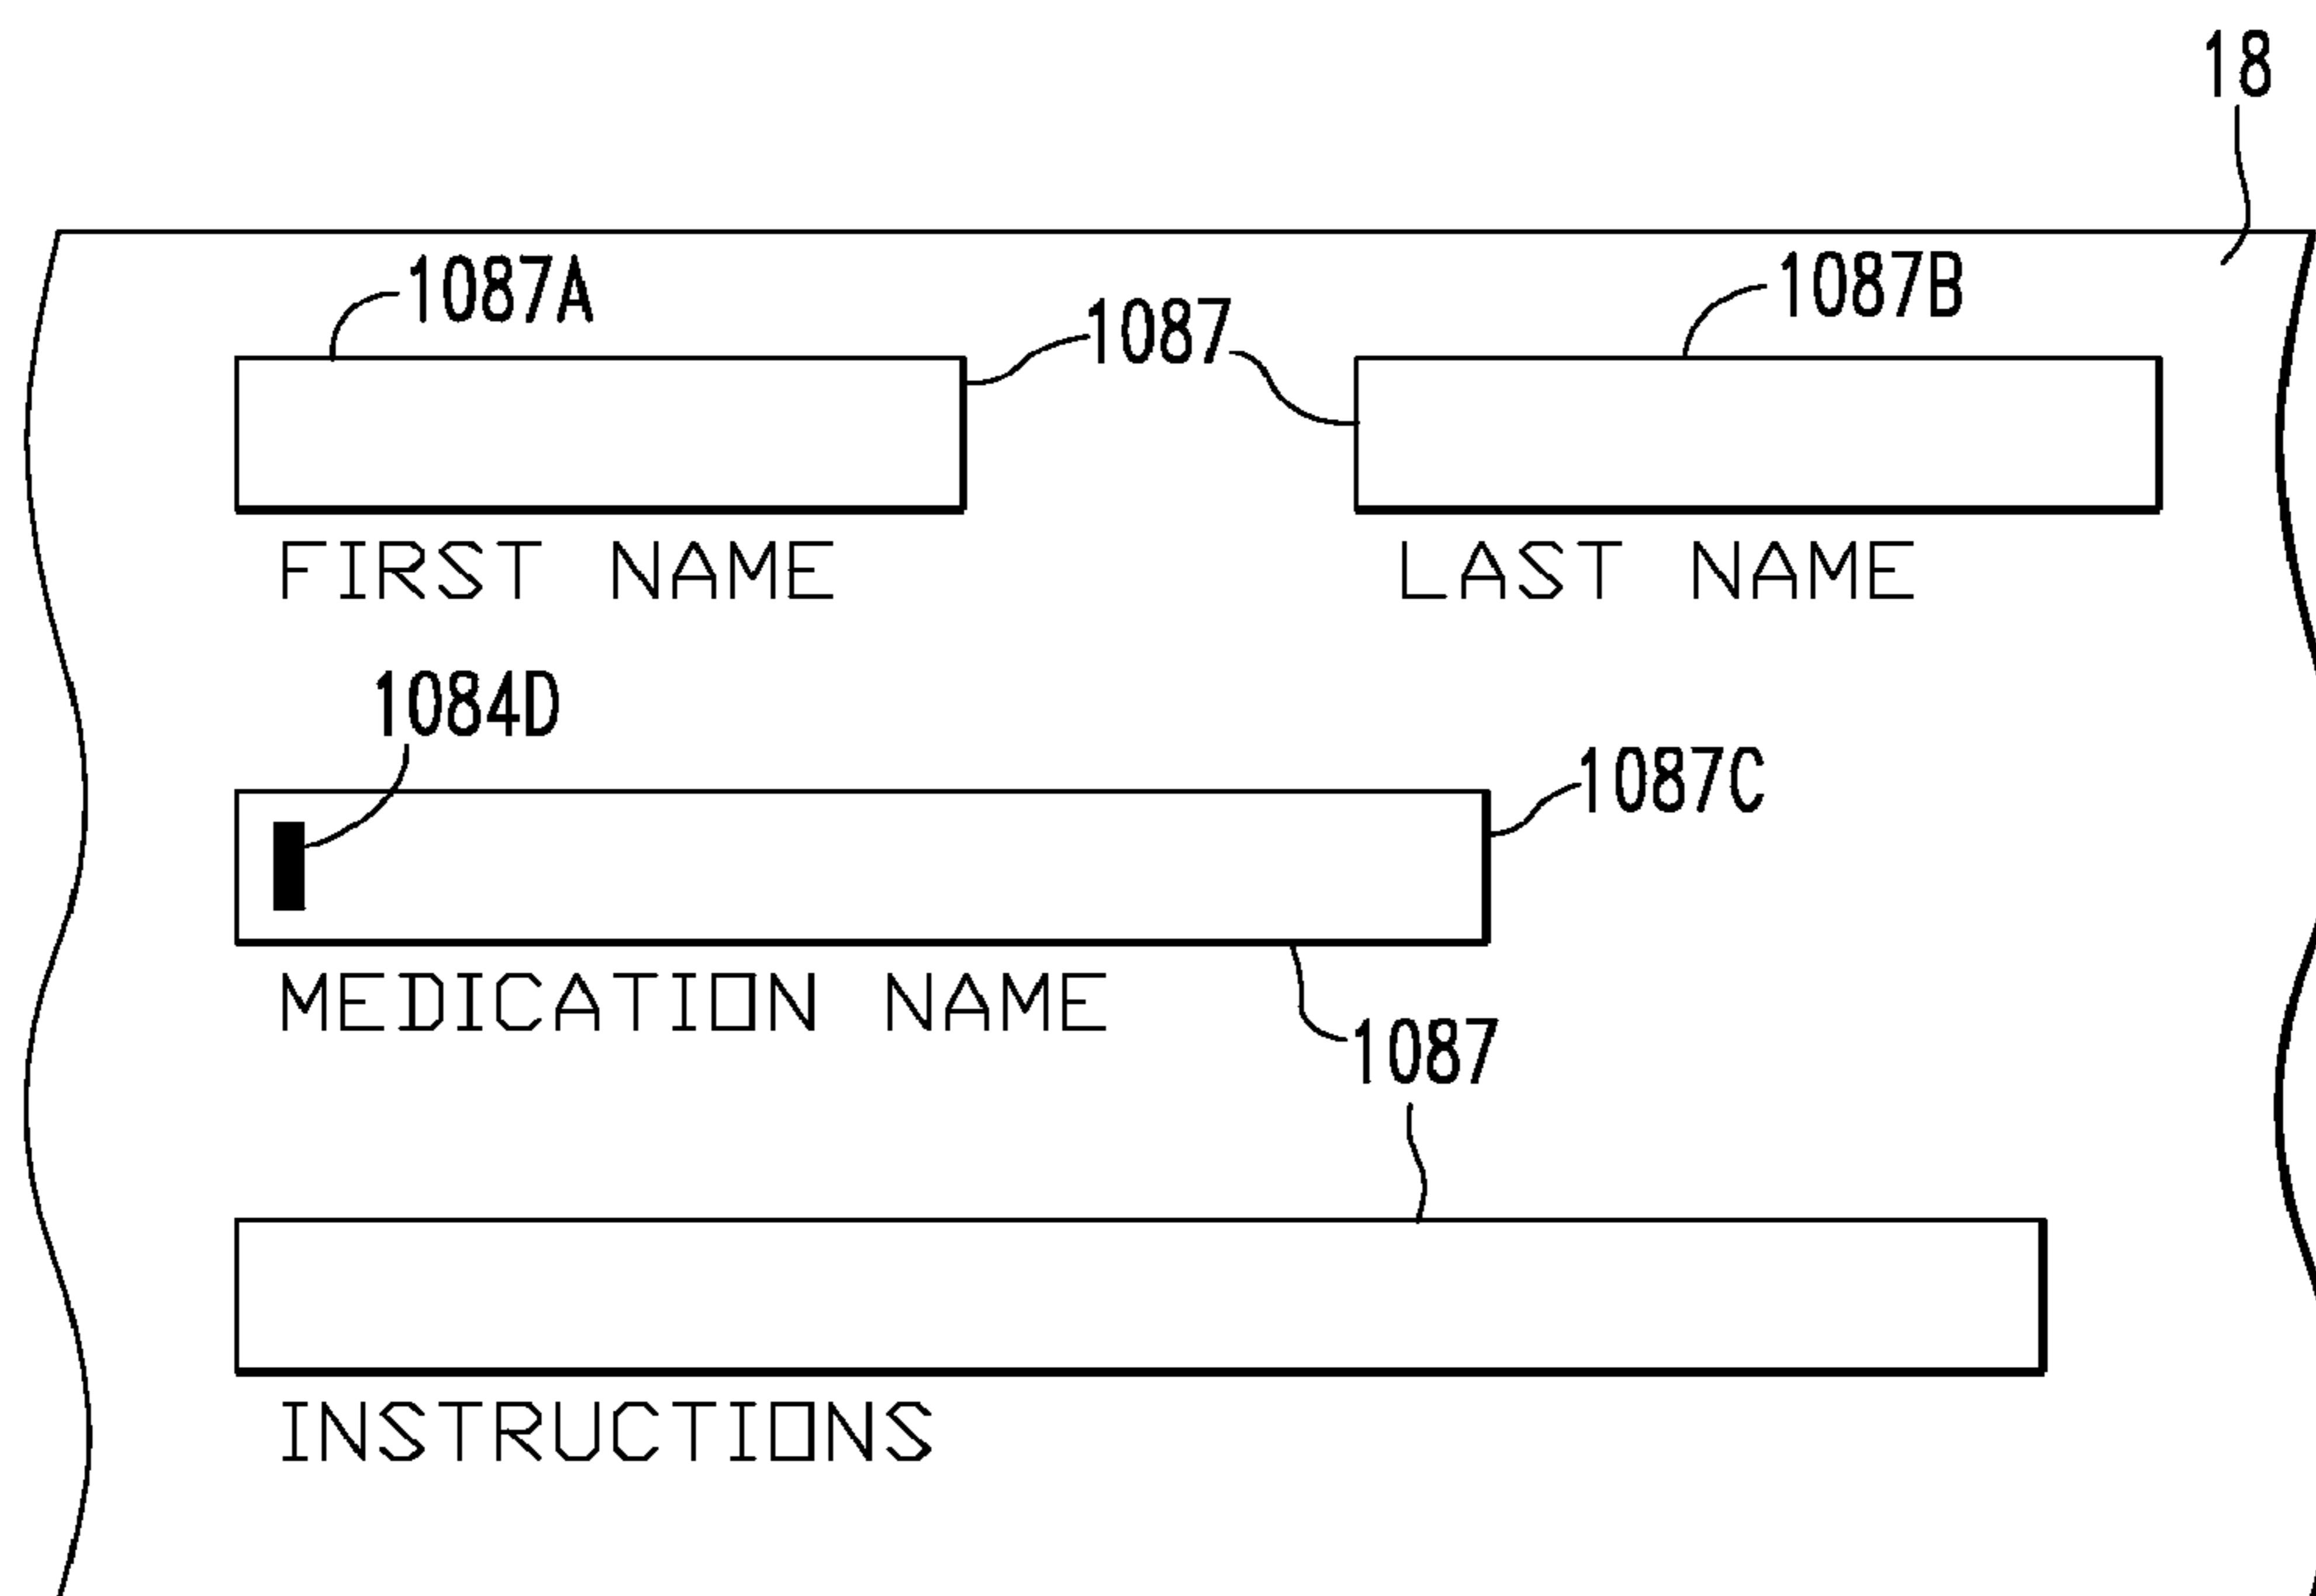 18
1087A
1087
1087B
FIRST NAME
LAST NAME
1084D
1087C
MEDICATION NAME
1087
INSTRUCTIONS